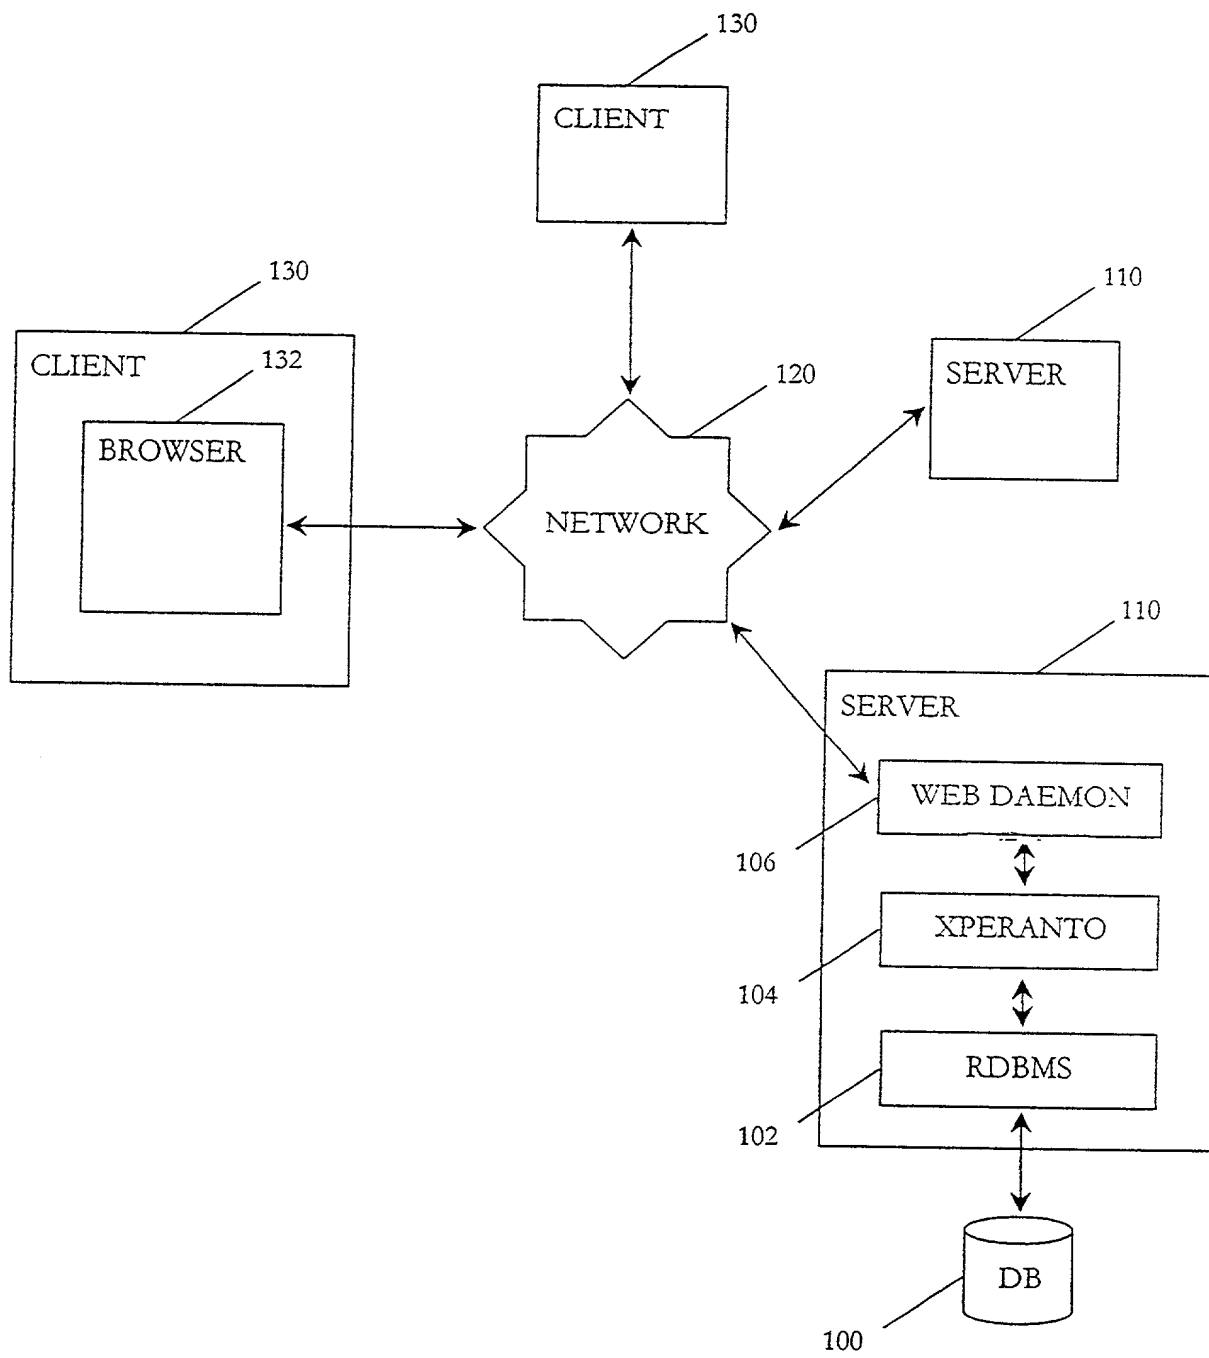 130
CLIENT
130
110
CLIENT
132
SERVER
120
BROWSER
NETWORK
110
SERVER
WEB DAEMON
106
XPERANTO
104
RDBMS
102
DB
100